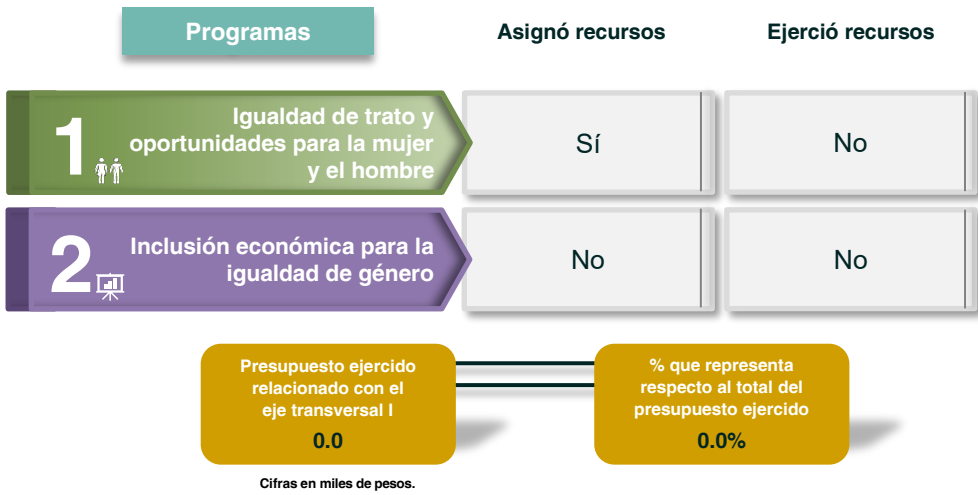 Programas
Asignó recursos
Ejerció recursos
1
Igualdad de trato y
oportunidades para la mujer
y el hombre
Sí
No
2
Inclusión económica para la
igualdad de género
No
No
Presupuesto ejercido
relacionado con el
eje transversal I
0.0
% que representa
respecto al total del
presupuesto ejercido
0.0%
Cifras en miles de pesos.